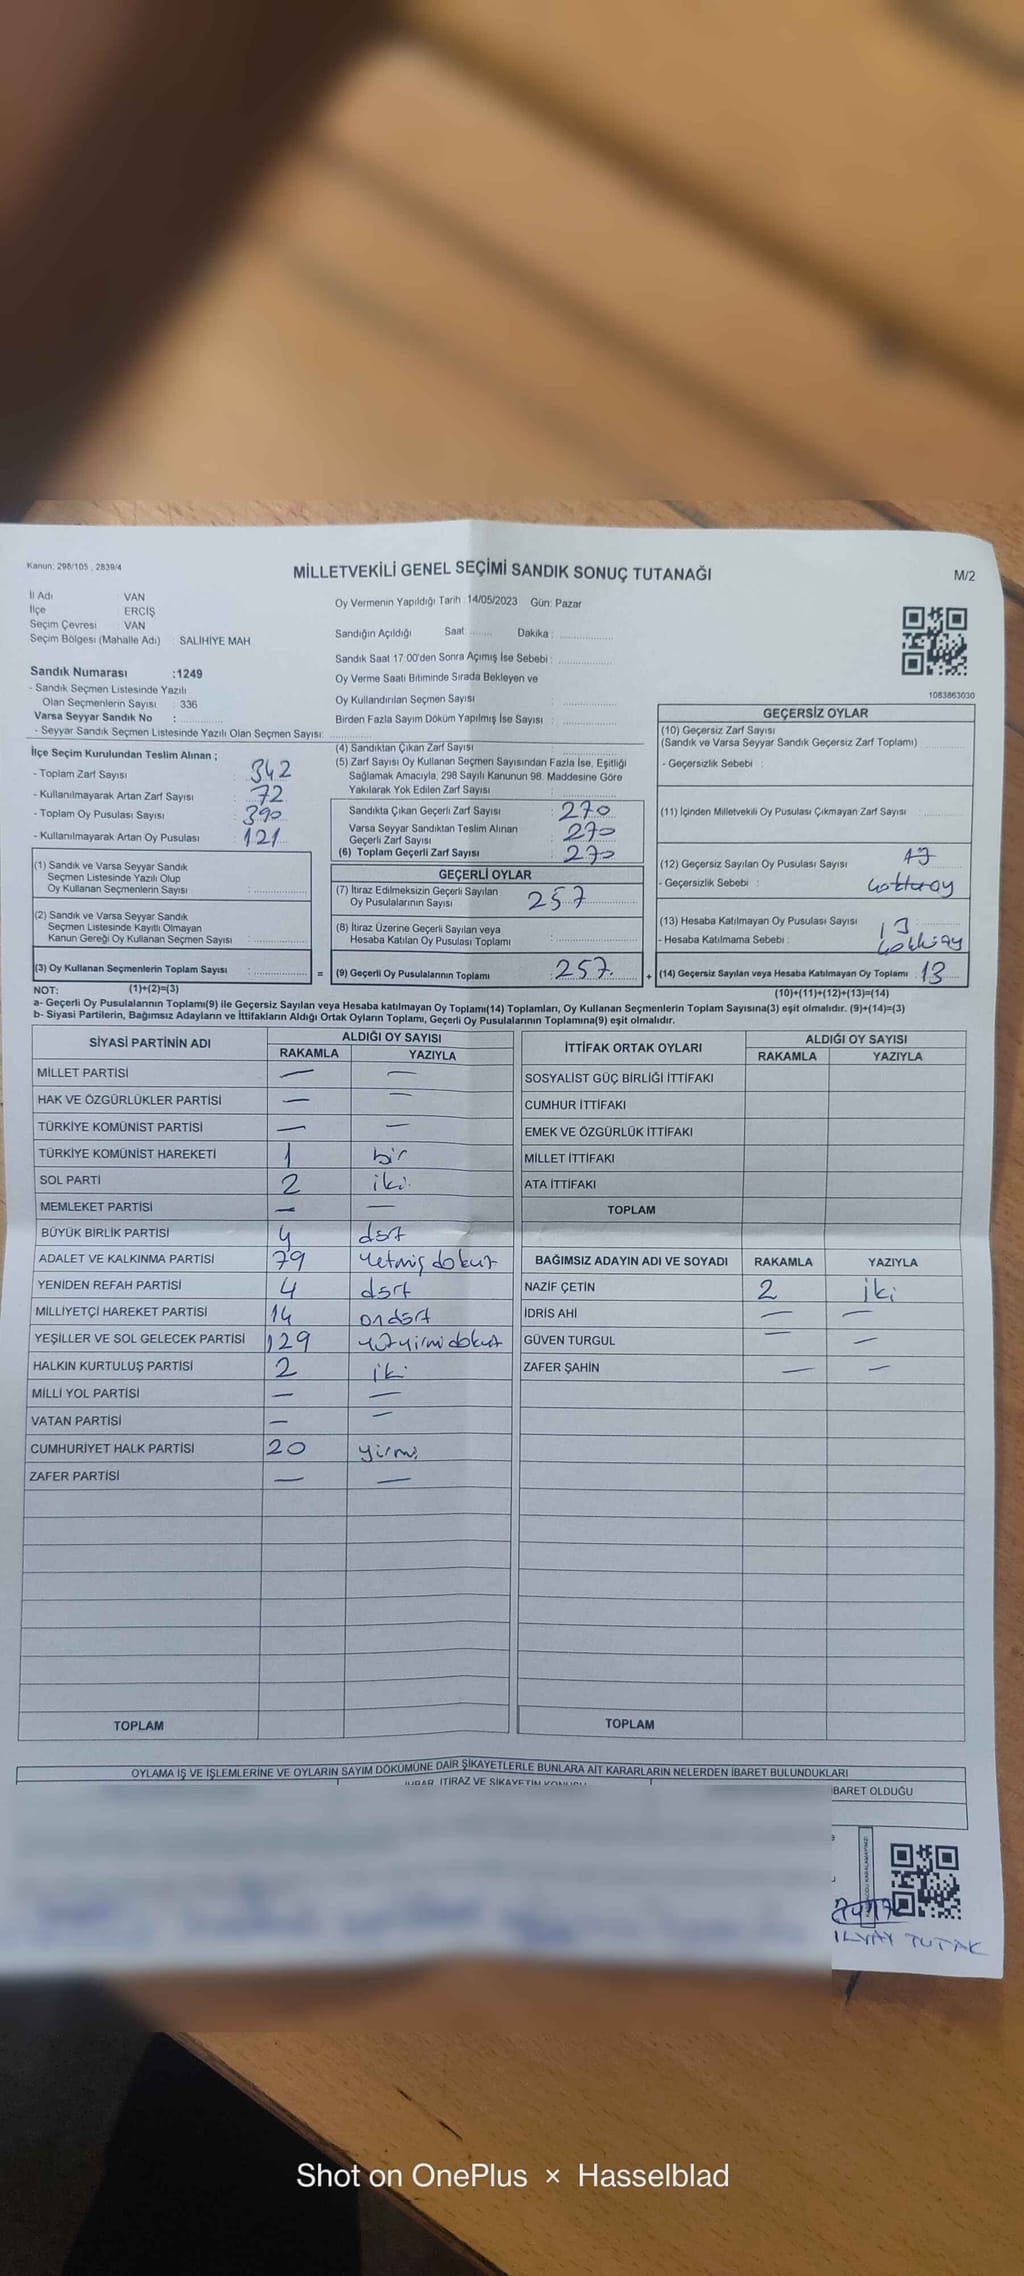 Kanun: 298/105 , 2839/4
MİLLETVEKİLİ GENEL SEÇİMİ SANDIK SONUÇ TUTANAĞI
M/2
İl Adı : VAN
İlçe : ERCİŞ
Seçim Çevresi : VAN
Seçim Bölgesi (Mahalle Adı) : SALİHİYE MAH
Sandık Numarası :1249
- Sandık Seçmen Listesinde Yazılı
Olan Seçmenlerin Sayısı : 336
Varsa Seyyar Sandık No :
- Seyyar Sandık Seçmen Listesinde Yazılı Olan Seçmen Sayısı:
Oy Vermenin Yapıldığı Tarih :14/05/2023 Gün: Pazar
Sandığın Açıldığı Saat: Dakika :
Sandık Saat 17:00'den Sonra Açımış İse Sebebi :
Oy Verme Saati Bitiminde Sırada Bekleyen ve
Oy Kullandırılan Seçmen Sayısı
Birden Fazla Sayım Döküm Yapılmış İse Sayısı :
1083863030
İlçe Seçim Kurulundan Teslim Alınan ;
- Toplam Zarf Sayısı : 342
- Kullanılmayarak Artan Zarf Sayısı : 72
- Toplam Oy Pusulası Sayısı : 390
- Kullanılmayarak Artan Oy Pusulası : 121
(1) Sandık ve Varsa Seyyar Sandık
Seçmen Listesinde Yazılı Olup
Oy Kullanan Seçmenlerin Sayısı :
(2) Sandık ve Varsa Seyyar Sandık
Seçmen Listesinde Kayıtlı Olmayan
Kanun Gereği Oy Kullanan Seçmen Sayısı :
(3) Oy Kullanan Seçmenlerin Toplam Sayısı :
(4) Sandıktan Çıkan Zarf Sayısı :
(5) Zarf Sayısı Oy Kullanan Seçmen Sayısından Fazla İse, Eşitliği
Sağlamak Amacıyla, 298 Sayılı Kanunun 98. Maddesine Göre
Yakılarak Yok Edilen Zarf Sayısı :
Sandıkta Çıkan Geçerli Zarf Sayısı : 270
Varsa Seyyar Sandıktan Teslim Alınan
Geçerli Zarf Sayısı : 270
(6) Toplam Geçerli Zarf Sayısı : 270
GEÇERLİ OYLAR
(7) İtiraz Edilmeksizin Geçerli Sayılan
Oy Pusulalarının Sayısı : 257
(8) İtiraz Üzerine Geçerli Sayılan veya
Hesaba Katılan Oy Pusulası Toplamı :
= (9) Geçerli Oy Pusulalarının Toplamı : 257
GEÇERSİZ OYLAR
(10) Geçersiz Zarf Sayısı
(Sandık ve Varsa Seyyar Sandık Geçersiz Zarf Toplamı) :
- Geçersizlik Sebebi :
(11) İçinden Milletvekili Oy Pusulası Çıkmayan Zarf Sayısı :
(12) Geçersiz Sayılan Oy Pusulası Sayısı :
- Geçersizlik Sebebi :
(13) Hesaba Katılmayan Oy Pusulası Sayısı : 13
- Hesaba Katılmama Sebebi :
+ (14) Geçersiz Sayılan veya Hesaba Katılmayan Oy Toplamı : 13
(10)+(11)+(12)+(13)=(14)
NOT: (1)+(2)=(3)
a- Geçerli Oy Pusulalarının Toplamı(9) ile Geçersiz Sayılan veya Hesaba katılmayan Oy Toplamı(14) Toplamları, Oy Kullanan Seçmenlerin Toplam Sayısına(3) eşit olmalıdır. (9)+(14)=(3)
b- Siyasi Partilerin, Bağımsız Adayların ve İttifakların Aldığı Ortak Oyların Toplamı, Geçerli Oy Pusulalarının Toplamına(9) eşit olmalıdır.
SİYASİ PARTİNİN ADI ALDIĞI OY SAYISI
RAKAMLA YAZIYLA
MİLLET PARTİSİ — —
HAK VE ÖZGÜRLÜKLER PARTİSİ — —
TÜRKİYE KOMÜNİST PARTİSİ — —
TÜRKİYE KOMÜNİST HAREKETİ 1 bir
SOL PARTİ 2 iki
MEMLEKET PARTİSİ — —
BÜYÜK BİRLİK PARTİSİ 4 dört
ADALET VE KALKINMA PARTİSİ 79 yetmiş dokuz
YENİDEN REFAH PARTİSİ 4 dört
MİLLİYETÇİ HAREKET PARTİSİ 14 ondört
YEŞİLLER VE SOL GELECEK PARTİSİ 129 yüzyirmidokuz
HALKIN KURTULUŞ PARTİSİ 2 iki
MİLLİ YOL PARTİSİ — —
VATAN PARTİSİ — —
CUMHURİYET HALK PARTİSİ 20 yirmi
ZAFER PARTİSİ — —
TOPLAM
İTTİFAK ORTAK OYLARI ALDIĞI OY SAYISI
RAKAMLA YAZIYLA
SOSYALİST GÜÇ BİRLİĞİ İTTİFAKI
CUMHUR İTTİFAKI
EMEK VE ÖZGÜRLÜK İTTİFAKI
MİLLET İTTİFAKI
ATA İTTİFAKI
TOPLAM
BAĞIMSIZ ADAYIN ADI VE SOYADI RAKAMLA YAZIYLA
NAZİF ÇETİN 2 iki
İDRİS AHİ — —
GÜVEN TURGUL — —
ZAFER ŞAHİN — —
TOPLAM
OYLAMA İŞ VE İŞLEMLERİNE VE OYLARIN SAYIM DÖKÜMÜNE DAİR ŞİKAYETLERLE BUNLARA AİT KARARLARIN NELERDEN İBARET BULUNDUKLARI
İTİRAZ VE ŞİKAYETİN KONUSU
İBARET OLDUĞU
İLYAY TUTAK
Shot on OnePlus × Hasselblad